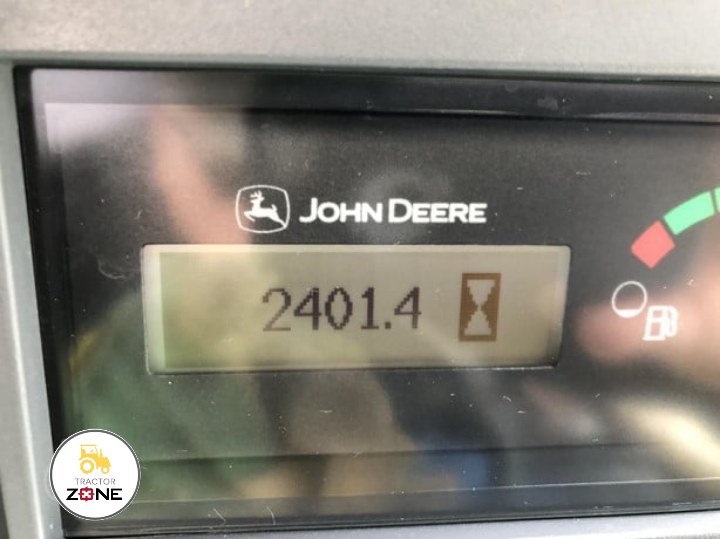 JOHN DEERE
2401.4
TRACTOR
ZONE